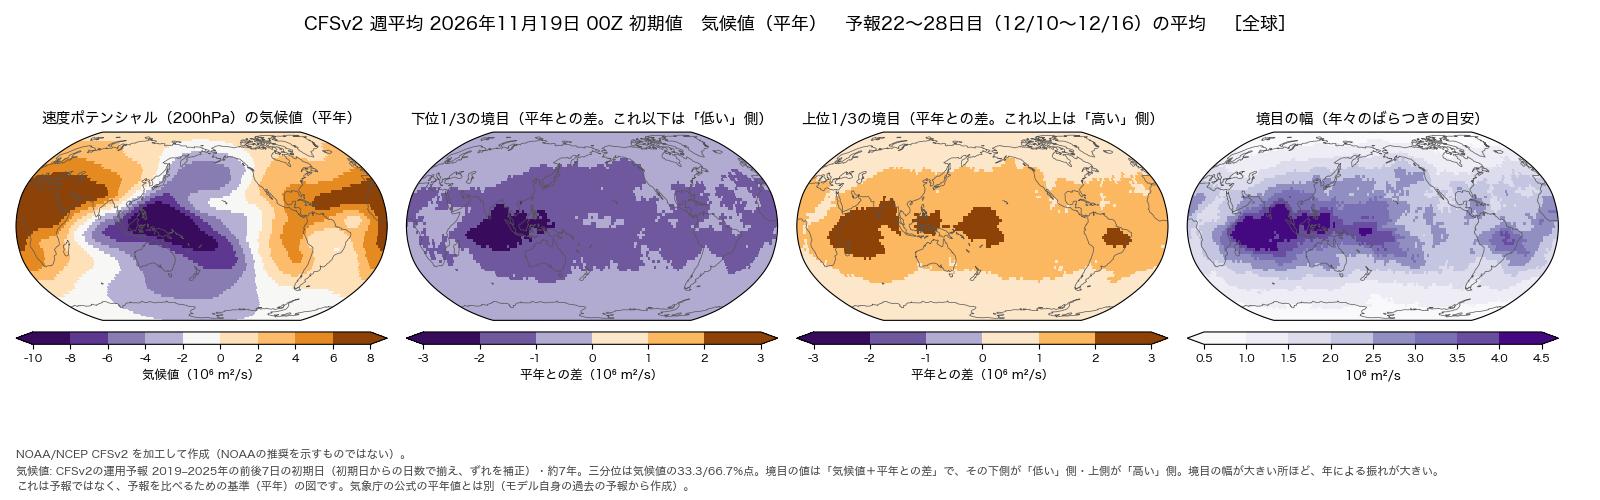 CFSv2 週平均 2026年11月19日 00Z 初期値　気候値（平年）　予報22〜28日目（12/10〜12/16）の平均　［全球］
速度ポテンシャル（200hPa）の気候値（平年）
下位1/3の境目（平年との差。これ以下は「低い」側）
上位1/3の境目（平年との差。これ以上は「高い」側）
境目の幅（年々のばらつきの目安）
-10 -8 -6 -4 -2 0 2 4 6 8
-3 -2 -1 0 1 2 3
-3 -2 -1 0 1 2 3
0.5 1.0 1.5 2.0 2.5 3.0 3.5 4.0 4.5
気候値（10⁶ m²/s）
平年との差（10⁶ m²/s）
平年との差（10⁶ m²/s）
10⁶ m²/s
NOAA/NCEP CFSv2 を加工して作成（NOAAの推奨を示すものではない）。
気候値: CFSv2の運用予報 2019–2025年の前後7日の初期日（初期日からの日数で揃え、ずれを補正）・約7年。三分位は気候値の33.3/66.7%点。境目の値は「気候値＋平年との差」で、その下側が「低い」側・上側が「高い」側。境目の幅が大きい所ほど、年による振れが大きい。
これは予報ではなく、予報を比べるための基準（平年）の図です。気象庁の公式の平年値とは別（モデル自身の過去の予報から作成）。